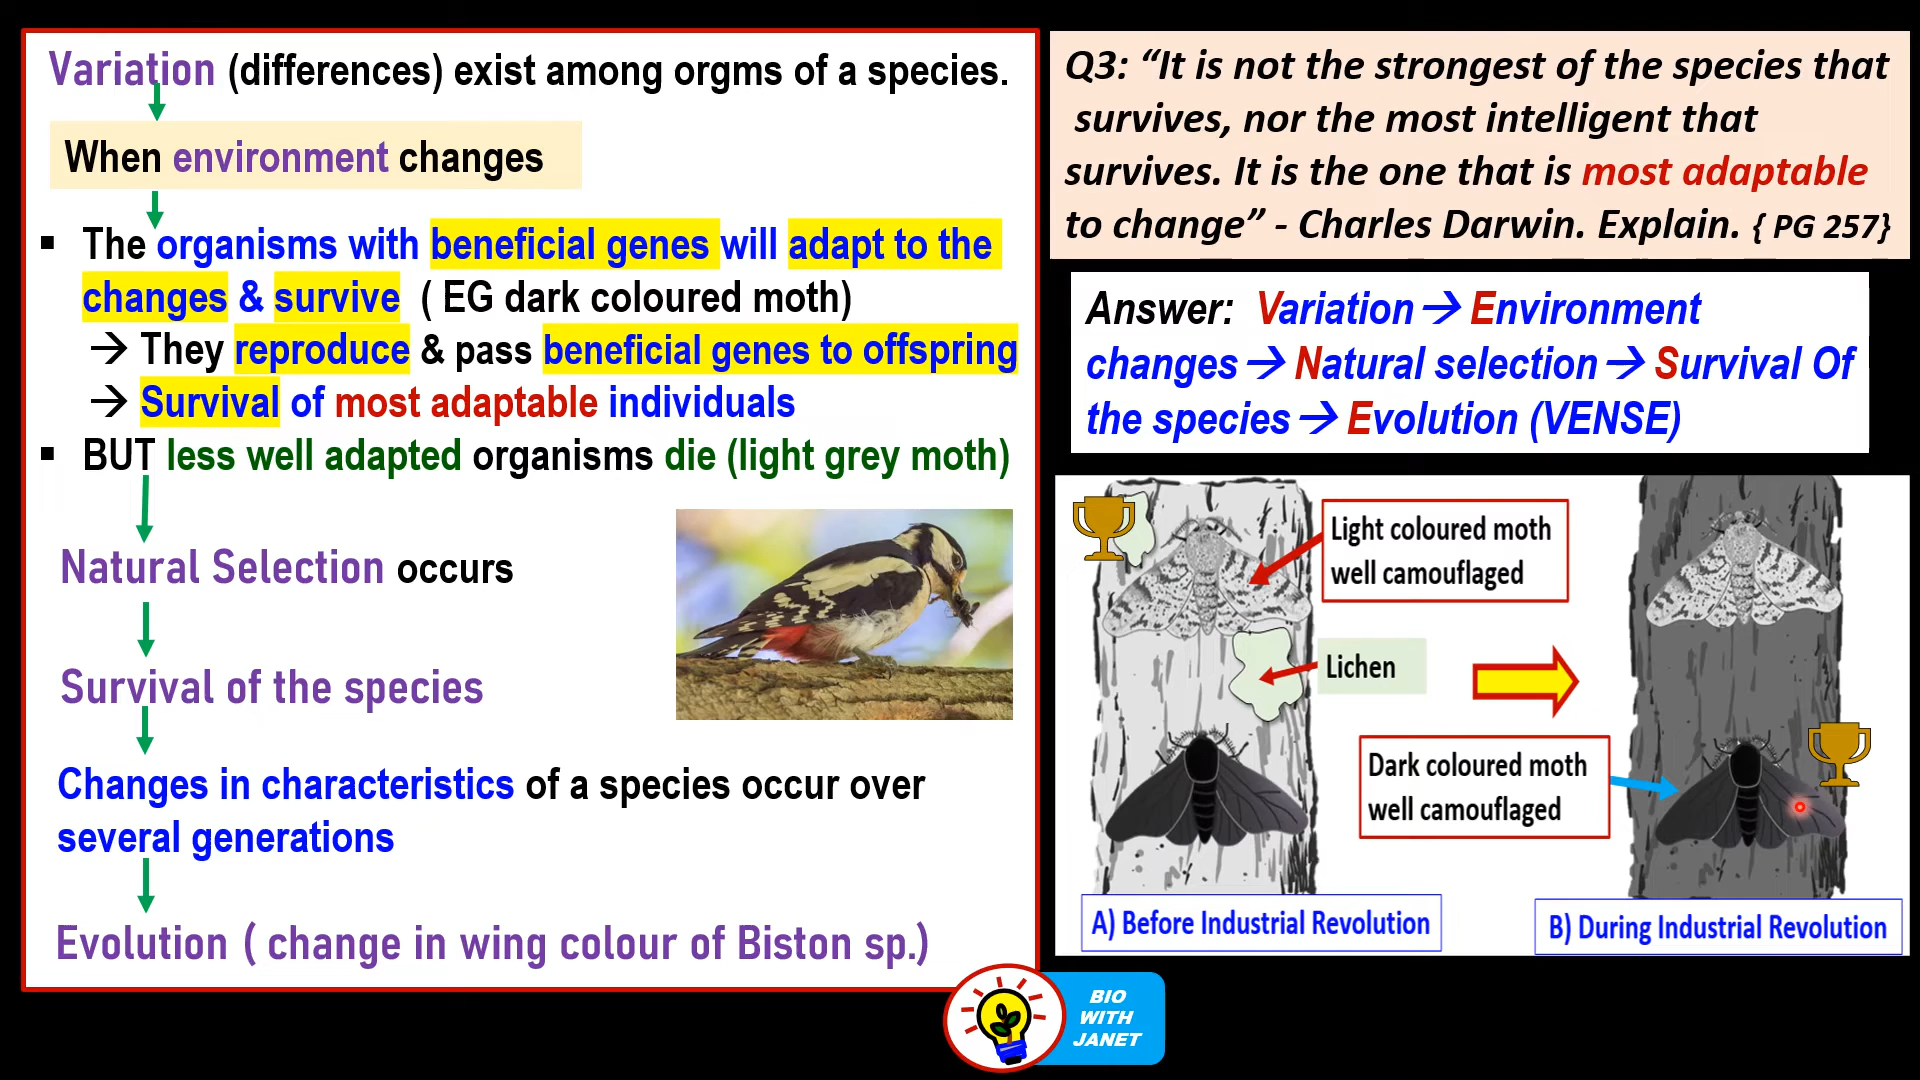 Variation (differences) exist among orgms of a species.
When environment changes
▪ The organisms with beneficial genes will adapt to the
changes & survive ( EG dark coloured moth)
→ They reproduce & pass beneficial genes to offspring
→ Survival of most adaptable individuals
▪ BUT less well adapted organisms die (light grey moth)
Natural Selection occurs
Survival of the species
Changes in characteristics of a species occur over
several generations
Evolution ( change in wing colour of Biston sp.)
Q3: “It is not the strongest of the species that
survives, nor the most intelligent that
survives. It is the one that is most adaptable
to change” - Charles Darwin. Explain. { PG 257}
Answer: Variation→ Environment
changes→ Natural selection→ Survival Of
the species→ Evolution (VENSE)
Light coloured moth
well camouflaged
Lichen
Dark coloured moth
well camouflaged
A) Before Industrial Revolution
B) During Industrial Revolution
BIO
WITH
JANET